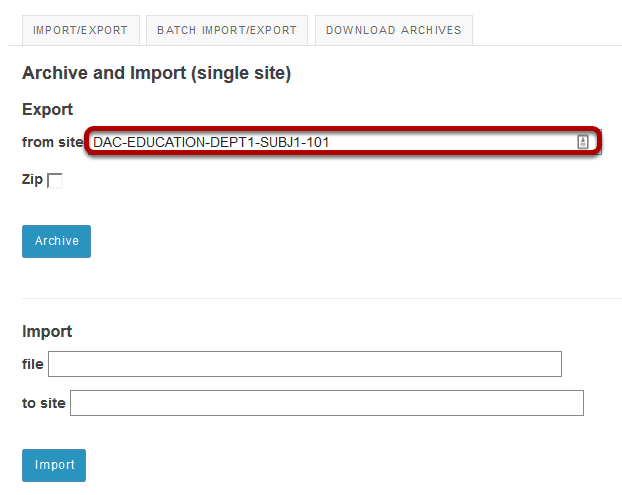 IMPORT/EXPORT BATCH IMPORT/EXPORT DOWNLOAD ARCHIVES
Archive and Import (single site)
Export
from site DAC-EDUCATION-DEPT1-SUBJ1-101
Zip
Archive
Import
file
to site
Import